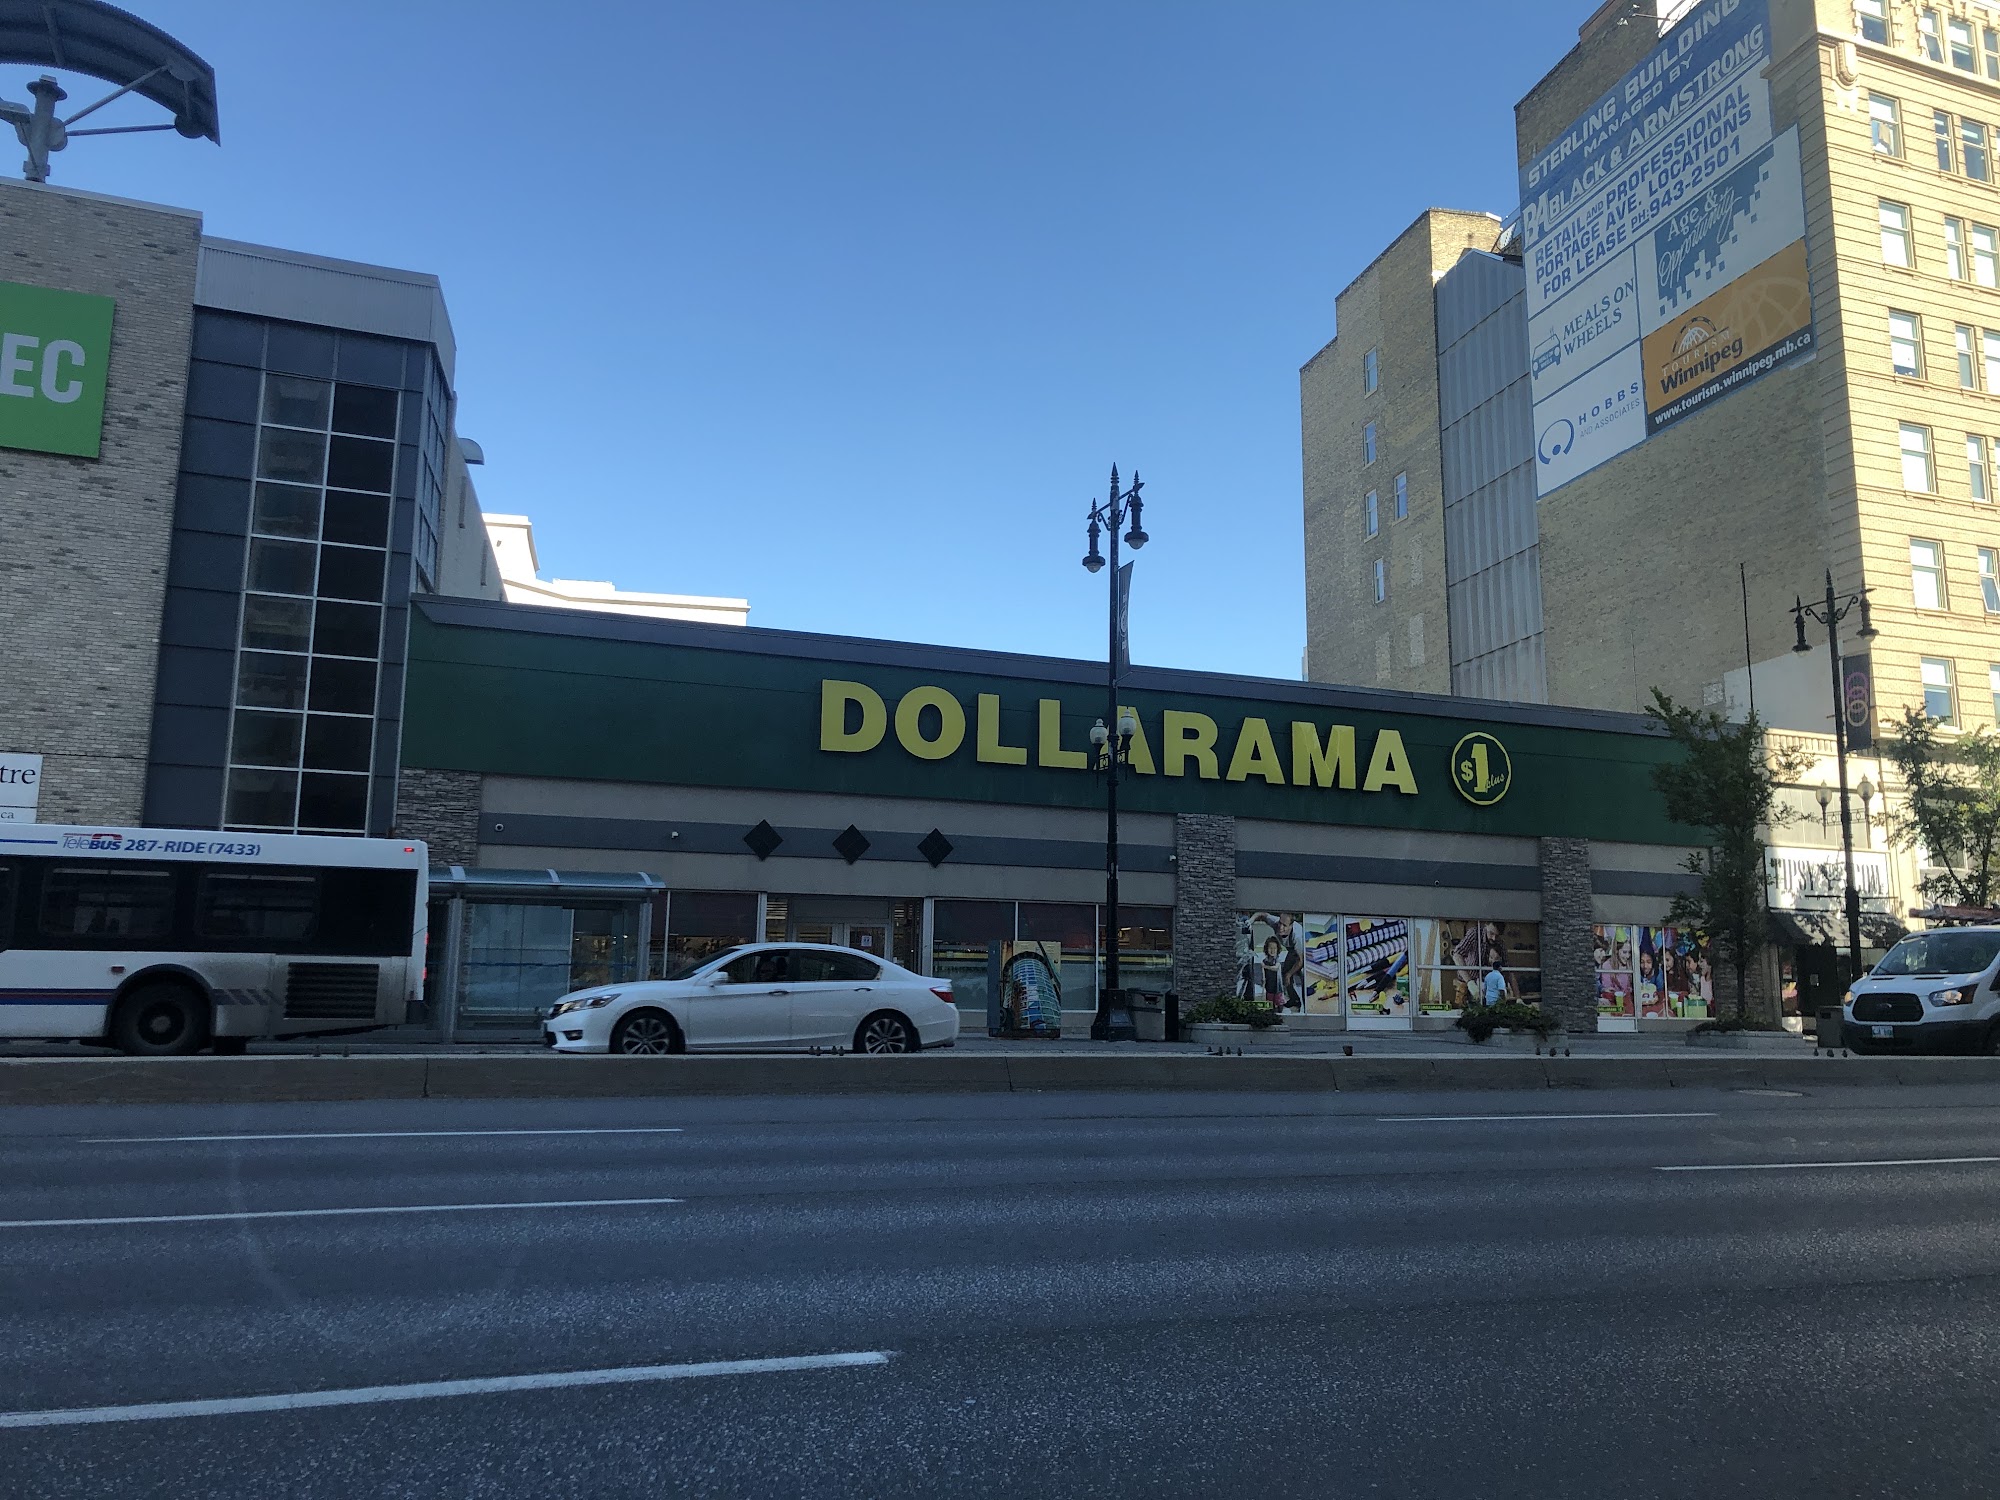 STERLING BUILDING
MANAGED BY
BLACK & ARMSTRONG
RETAIL AND PROFESSIONAL
PORTAGE AVE. LOCATIONS
FOR LEASE PH: 943-2501
Age &
Opportunity
MEALS ON
WHEELS
TOURISM
Winnipeg
www.tourism.winnipeg.mb.ca
HOBBS
AND ASSOCIATES
EC
DOLLARAMA
$1 plus
tre
ca
TeleBUS 287-RIDE (7433)